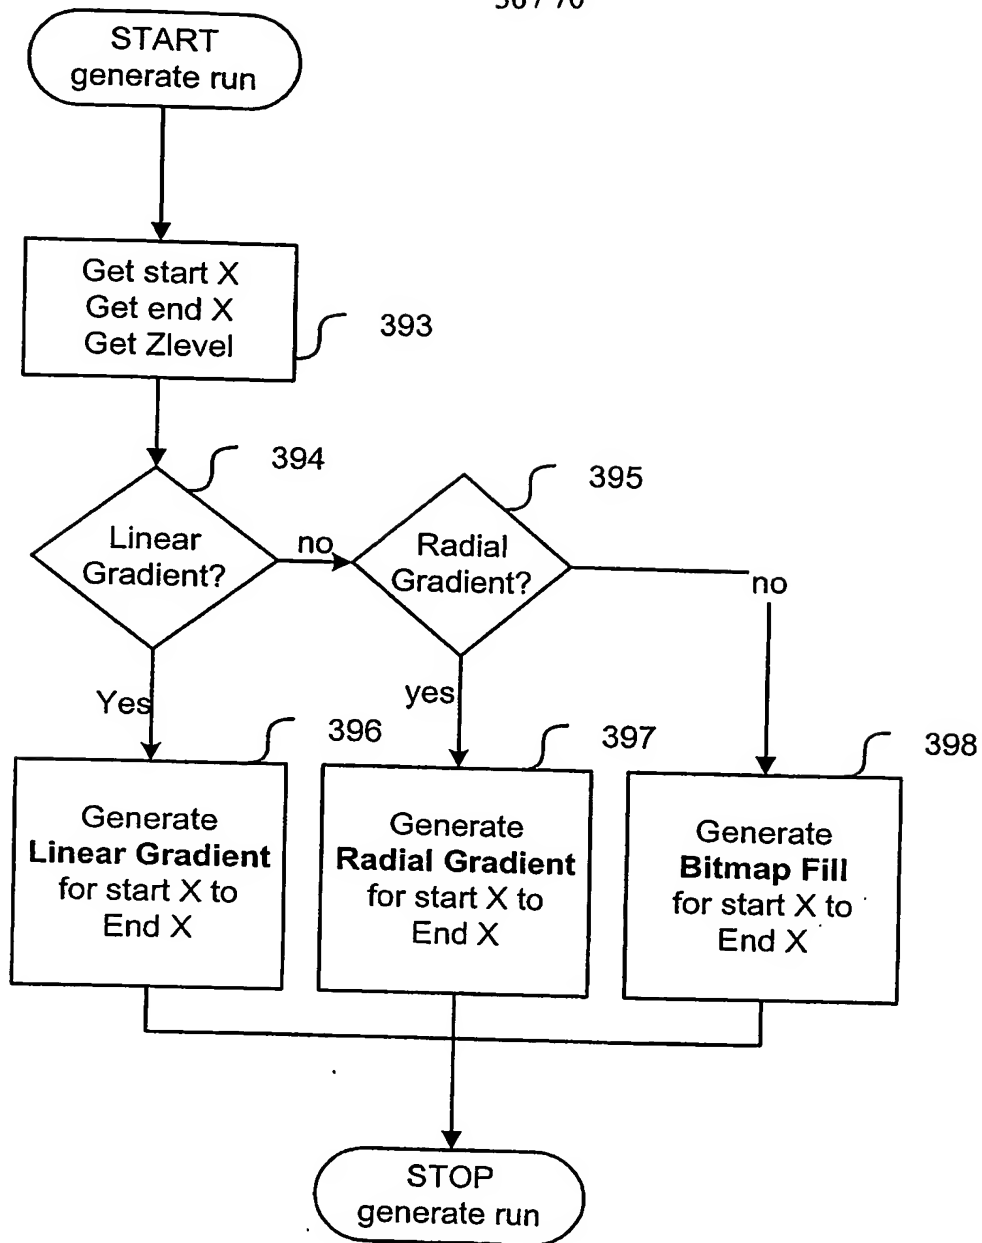 START
generate run
Get start X
Get end X
Get Zlevel
393
394
Linear
Gradient?
no
395
Radial
Gradient?
no
Yes
yes
396
Generate
Linear Gradient
for start X to
End X
397
Generate
Radial Gradient
for start X to
End X
398
Generate
Bitmap Fill
for start X to
End X
STOP
generate run